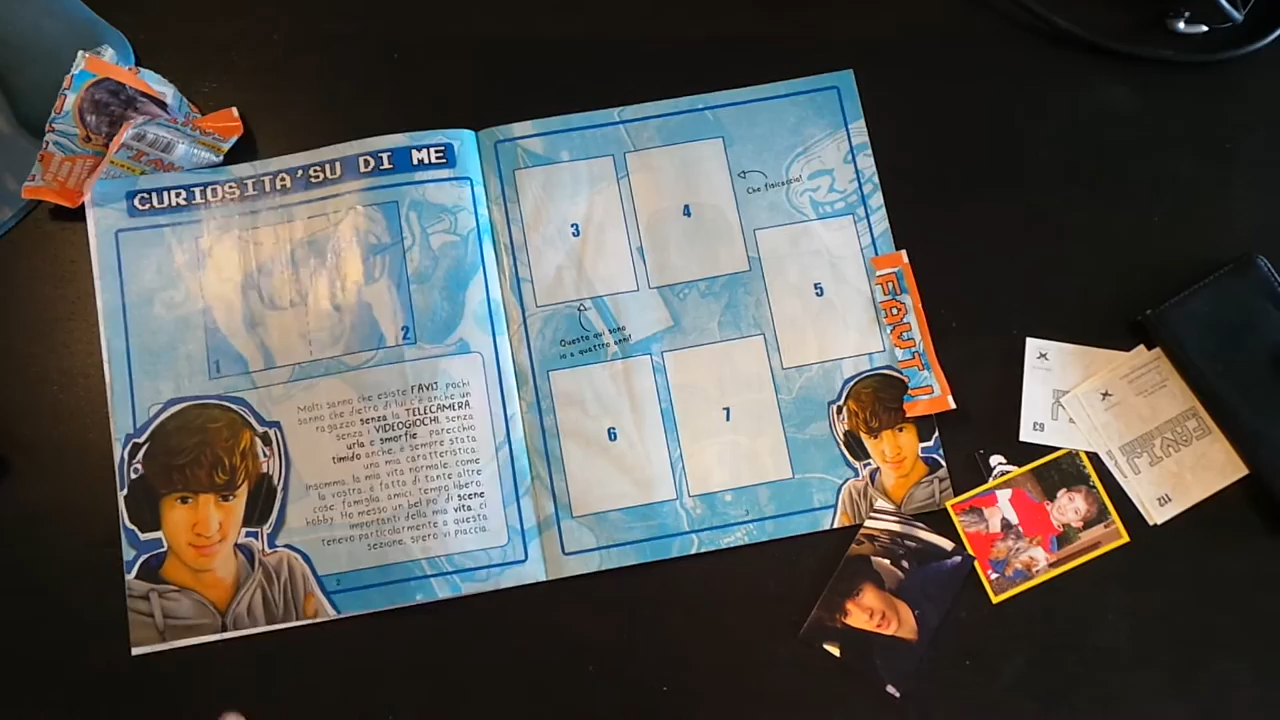 CURIOSITA'SU DI ME
1
2
Molti sanno che esiste FAVIJ, pochi
sanno che dietro di lui c'è anche un
ragazzo senza la TELECAMERA,
senza i VIDEOGIOCHI, senza
urla e smorfie... parecchio
timido anche, è sempre stata
una mia caratteristica.
Insomma, la mia vita normale, come
la vostra, è fatta di tante altre
cose: famiglia, amici, tempo libero,
hobby. Ho messo un bel po' di scene
importanti della mia vita, ci
tenevo particolarmente a questa
sezione, spero vi piaccia.
2
3
4
Che fisicaccio!
5
Questo qui sono
io a quattro anni!
6
7
3
FAVIJ
63
FAVIJ
112